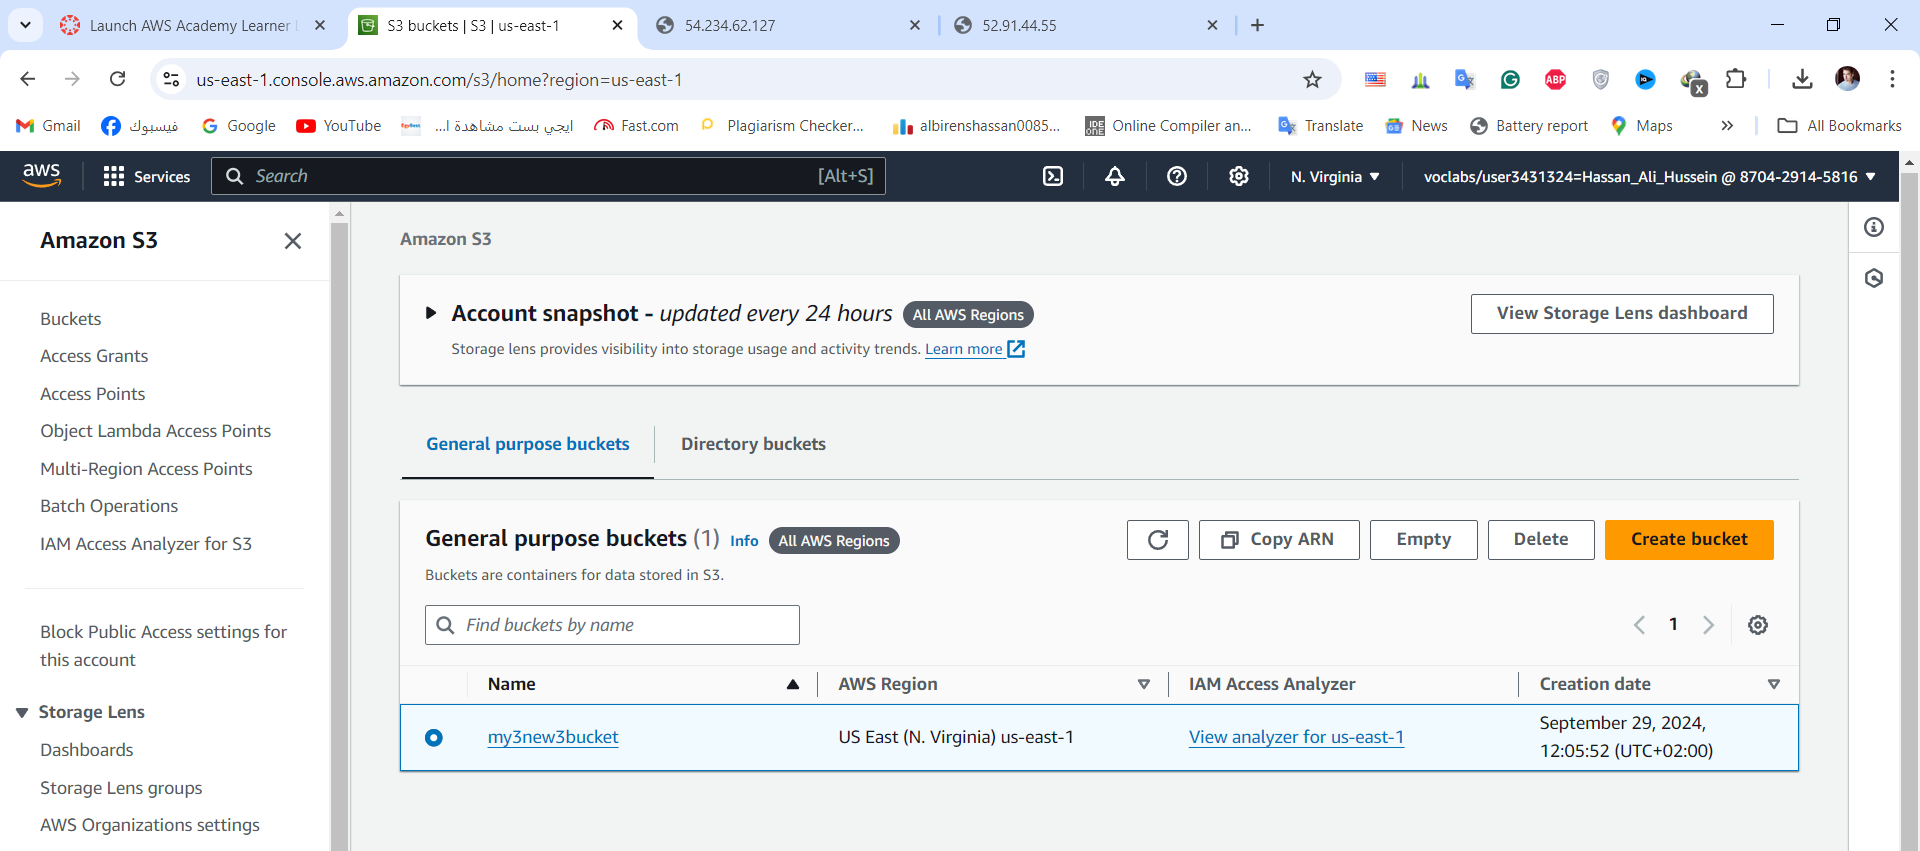 Launch AWS Academy Learner L
S3 buckets | S3 | us-east-1
54.234.62.127
52.91.44.55
us-east-1.console.aws.amazon.com/s3/home?region=us-east-1
Gmail
فيسبوك
Google
YouTube
ايجي بست مشاهدة ا...
Fast.com
Plagiarism Checker...
albirenshassan0085...
Online Compiler an...
Translate
News
Battery report
Maps
All Bookmarks
aws
Services
Search
[Alt+S]
N. Virginia
voclabs/user3431324=Hassan_Ali_Hussein @ 8704-2914-5816
Amazon S3
Buckets
Access Grants
Access Points
Object Lambda Access Points
Multi-Region Access Points
Batch Operations
IAM Access Analyzer for S3
Block Public Access settings for
this account
Storage Lens
Dashboards
Storage Lens groups
AWS Organizations settings
Amazon S3
Account snapshot - updated every 24 hours
All AWS Regions
View Storage Lens dashboard
Storage lens provides visibility into storage usage and activity trends. Learn more
General purpose buckets
Directory buckets
General purpose buckets (1) Info All AWS Regions
Copy ARN
Empty
Delete
Create bucket
Buckets are containers for data stored in S3.
Find buckets by name
1
Name
AWS Region
IAM Access Analyzer
Creation date
my3new3bucket
US East (N. Virginia) us-east-1
View analyzer for us-east-1
September 29, 2024,
12:05:52 (UTC+02:00)